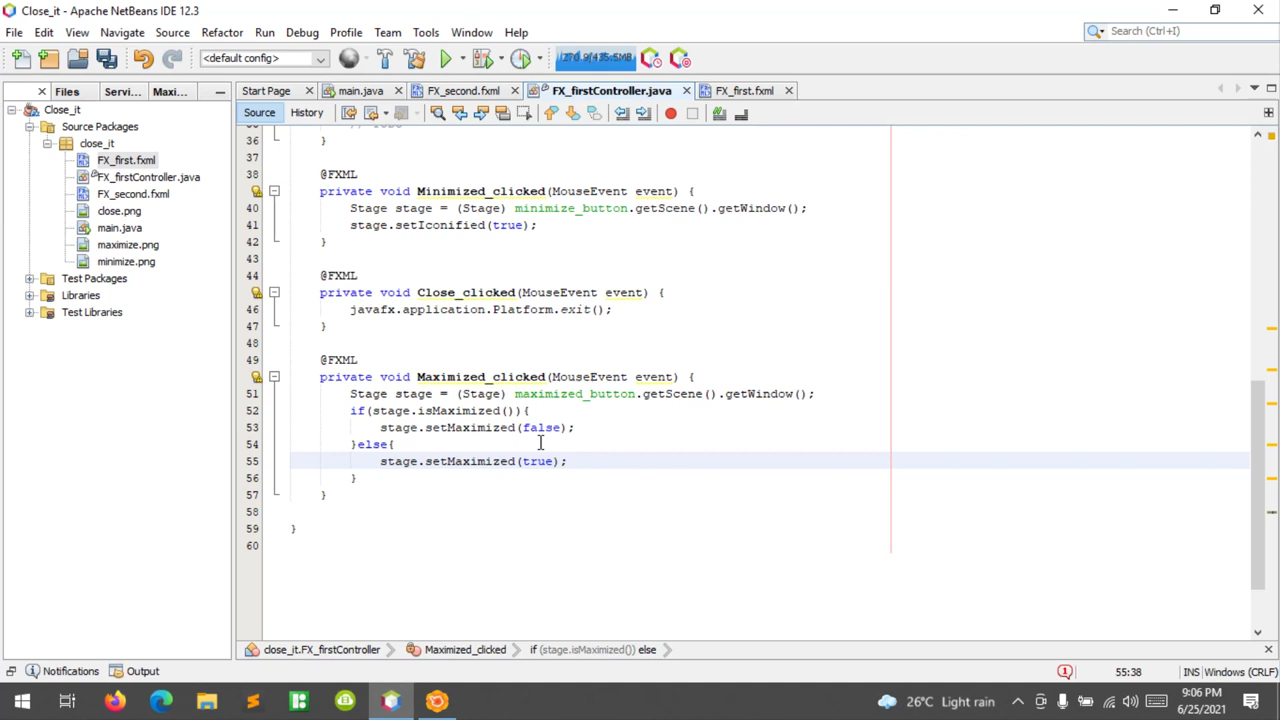 Close_it - Apache NetBeans IDE 12.3
File Edit View Navigate Source Refactor Run Debug Profile Team Tools Window Help
Search (Ctrl+I)
<default config>
270.9/435.5MB
Files Servi... Maxi...
Start Page main.java FX_second.fxml FX_firstController.java FX_first.fxml
Source History
Close_it
Source Packages
close_it
FX_first.fxml
FX_firstController.java
FX_second.fxml
close.png
main.java
maximize.png
minimize.png
Test Packages
Libraries
Test Libraries
36 }
37
38 @FXML
private void Minimized_clicked(MouseEvent event) {
40 Stage stage = (Stage) minimize_button.getScene().getWindow();
41 stage.setIconified(true);
42 }
43
44 @FXML
private void Close_clicked(MouseEvent event) {
46 javafx.application.Platform.exit();
47 }
48
49 @FXML
private void Maximized_clicked(MouseEvent event) {
51 Stage stage = (Stage) maximized_button.getScene().getWindow();
52 if(stage.isMaximized()){
53 stage.setMaximized(false);
54 }else{
55 stage.setMaximized(true);
56 }
57 }
58
59 }
60
close_it.FX_firstController Maximized_clicked if (stage.isMaximized()) else
Notifications Output
55:38 INS Windows (CRLF)
26°C Light rain
9:06 PM
6/25/2021